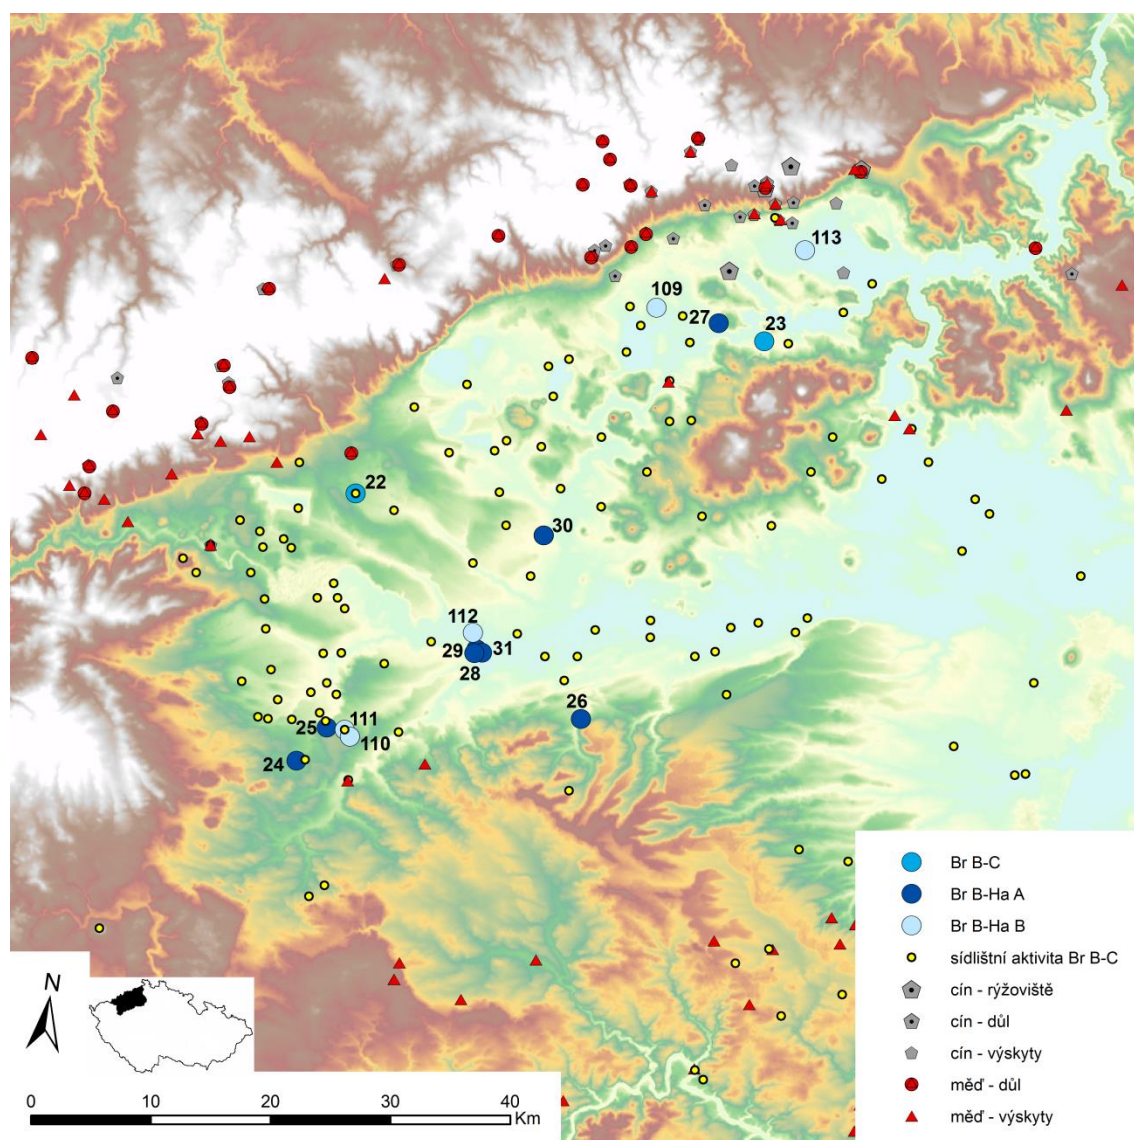 113
109
27
23
22
30
112
29
31
28
26
25
111
110
24
Br B-C
Br B-Ha A
Br B-Ha B
sídlištní aktivita Br B-C
cín - rýžoviště
cín - důl
cín - výskyty
měď - důl
měď - výskyty
N
0 10 20 30 40
Km